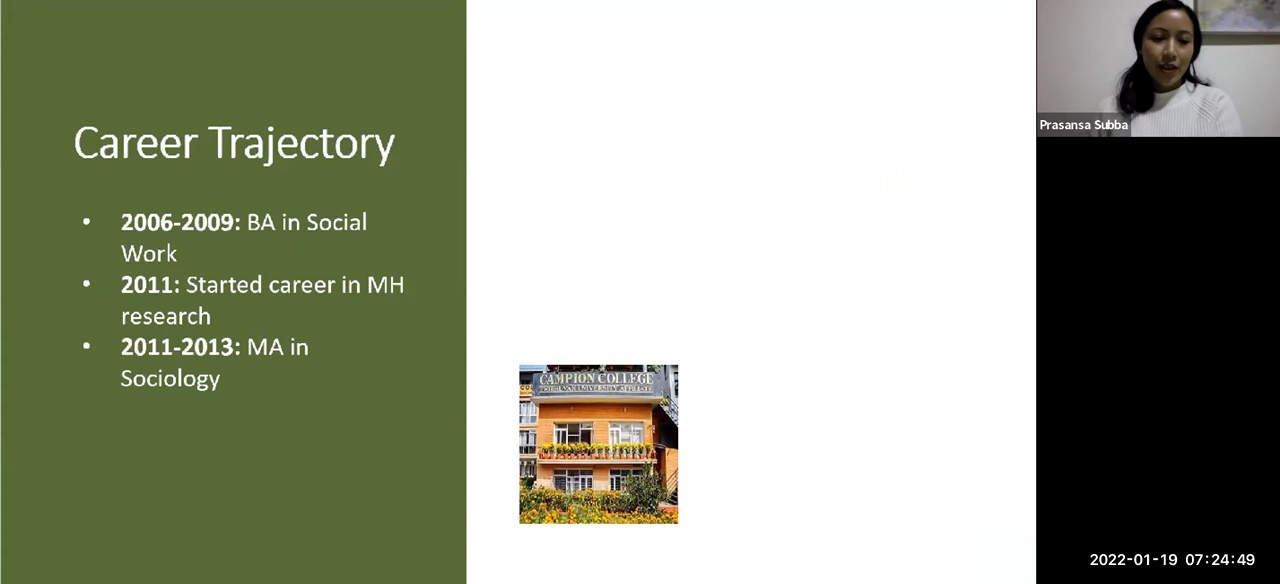 Career Trajectory
• 2006-2009: BA in Social
Work
• 2011: Started career in MH
research
• 2011-2013: MA in
Sociology
CAMPION COLLEGE
Prasansa Subba
2022-01-19 07:24:49